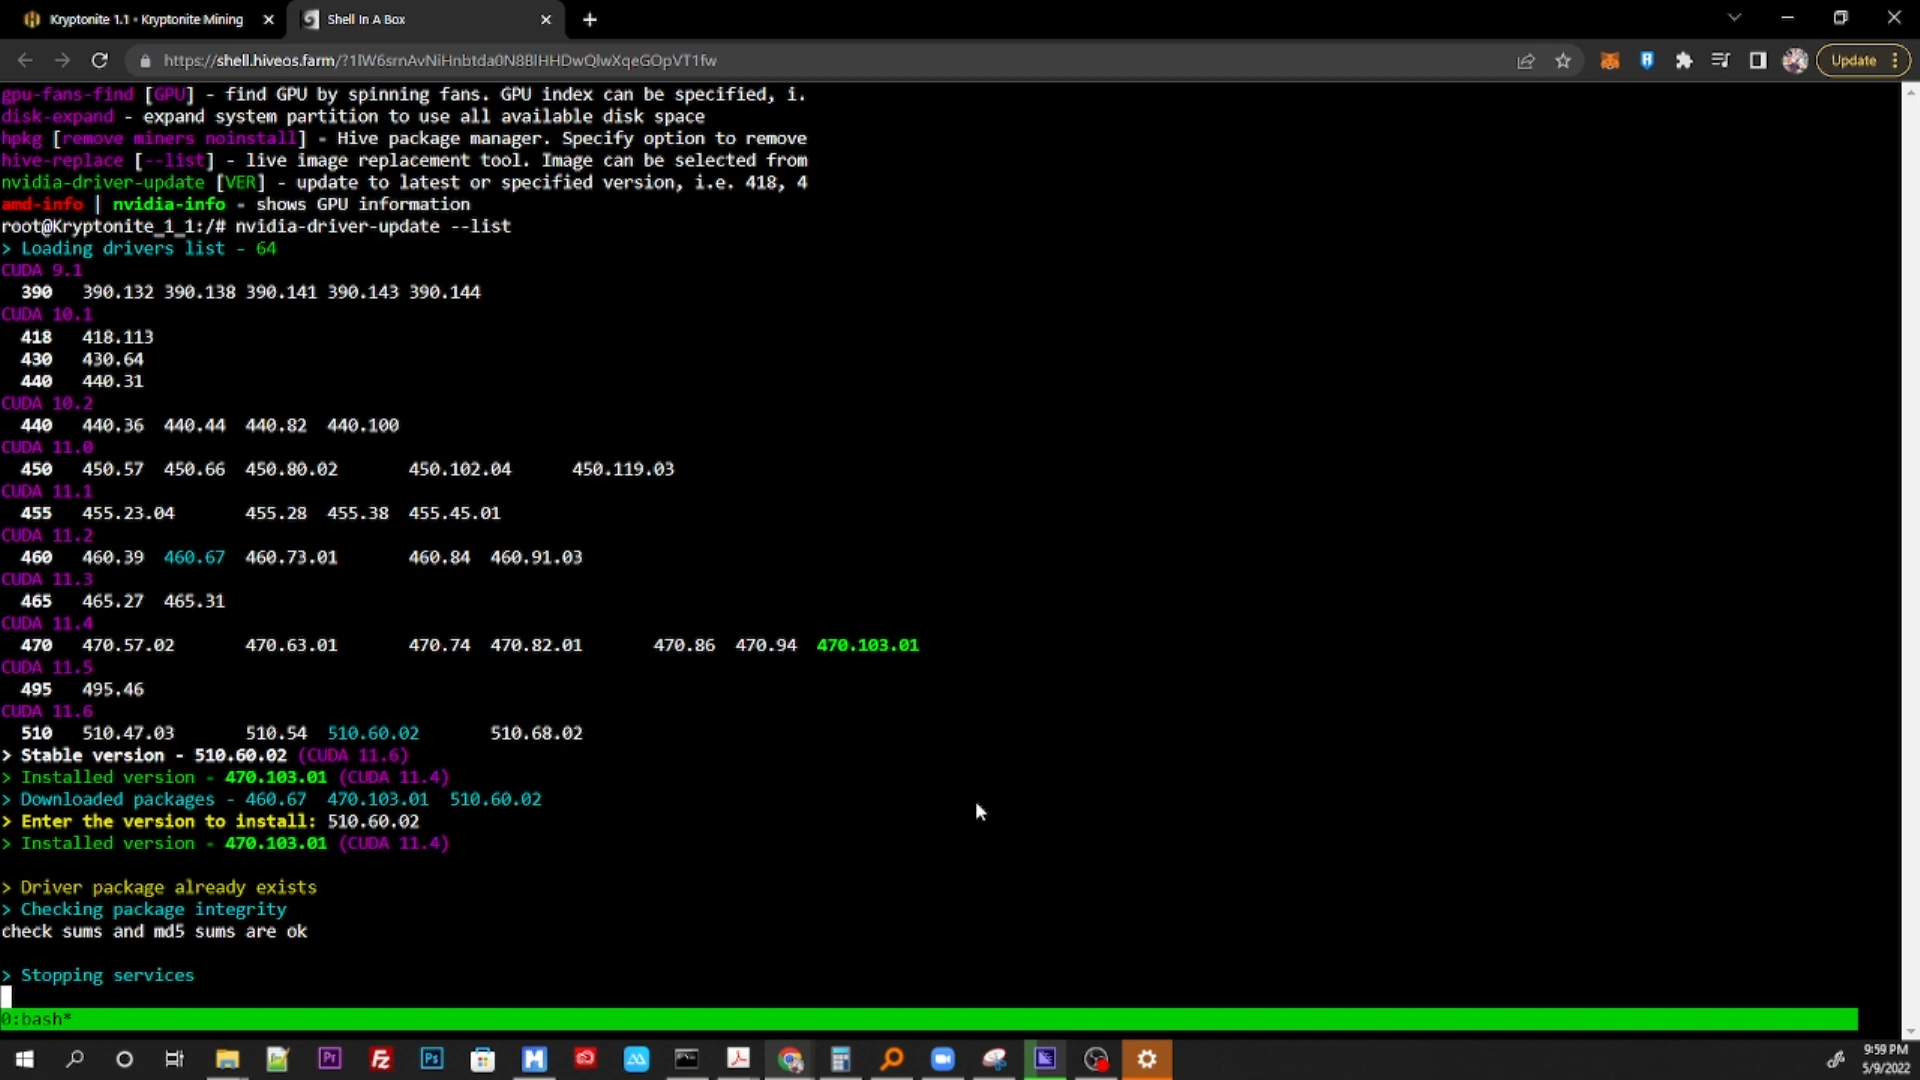 Kryptonite 1.1 • Kryptonite Mining
Shell In A Box
Update
gpu-fans-find [GPU] - find GPU by spinning fans. GPU index can be specified, i.
disk-expand - expand system partition to use all available disk space
hpkg [remove miners noinstall] - Hive package manager. Specify option to remove
hive-replace [--list] - live image replacement tool. Image can be selected from
nvidia-driver-update [VER] - update to latest or specified version, i.e. 418, 4
amd-info | nvidia-info - shows GPU information
root@Kryptonite_1_1:/# nvidia-driver-update --list
> Loading drivers list - 64
CUDA 9.1
390 390.132 390.138 390.141 390.143 390.144
CUDA 10.1
418 418.113
430 430.64
440 440.31
CUDA 10.2
440 440.36 440.44 440.82 440.100
CUDA 11.0
450 450.57 450.66 450.80.02 450.102.04 450.119.03
CUDA 11.1
455 455.23.04 455.28 455.38 455.45.01
CUDA 11.2
460 460.39 460.67 460.73.01 460.84 460.91.03
CUDA 11.3
465 465.27 465.31
CUDA 11.4
470 470.57.02 470.63.01 470.74 470.82.01 470.86 470.94 470.103.01
CUDA 11.5
495 495.46
CUDA 11.6
510 510.47.03 510.54 510.60.02 510.68.02
> Stable version - 510.60.02 (CUDA 11.6)
> Installed version - 470.103.01 (CUDA 11.4)
> Downloaded packages - 460.67 470.103.01 510.60.02
> Enter the version to install: 510.60.02
> Installed version - 470.103.01 (CUDA 11.4)
> Driver package already exists
> Checking package integrity
check sums and md5 sums are ok
> Stopping services
0:bash*
Pr
Fz
Ps
9:59 PM
5/9/2022